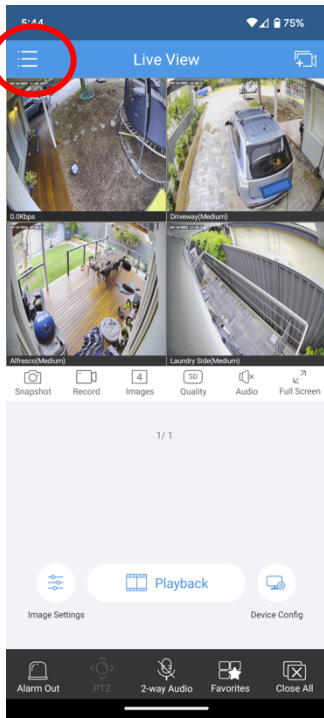 5:44
75%
Live View
0.0Kbps
Driveway(Medium)
Alfresco(Medium)
Laundry Side(Medium)
4
SD
Snapshot Record Images Quality Audio Full Screen
1/ 1
Playback
Image Settings Device Config
Alarm Out PTZ 2-way Audio Favorites Close All